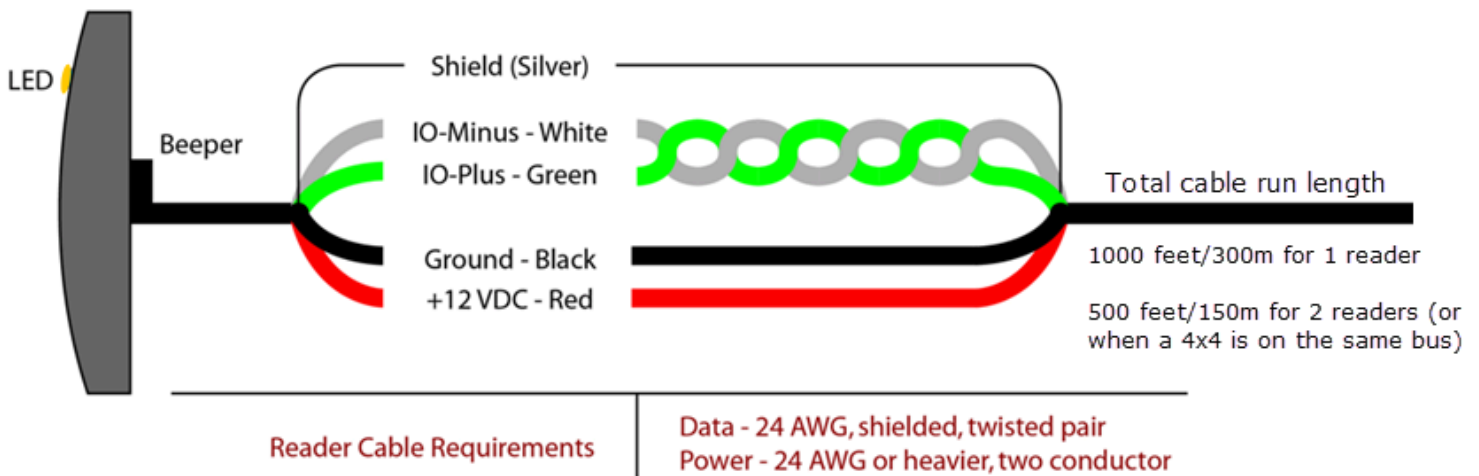 Shield (Silver)
LED
IO-Minus - White
Beeper
IO-Plus - Green
Total cable run length
Ground - Black
1000 feet/300m for 1 reader
+12 VDC - Red
500 feet/150m for 2 readers (or
when a 4x4 is on the same bus)
Reader Cable Requirements
Data - 24 AWG, shielded, twisted pair
Power - 24 AWG or heavier, two conductor